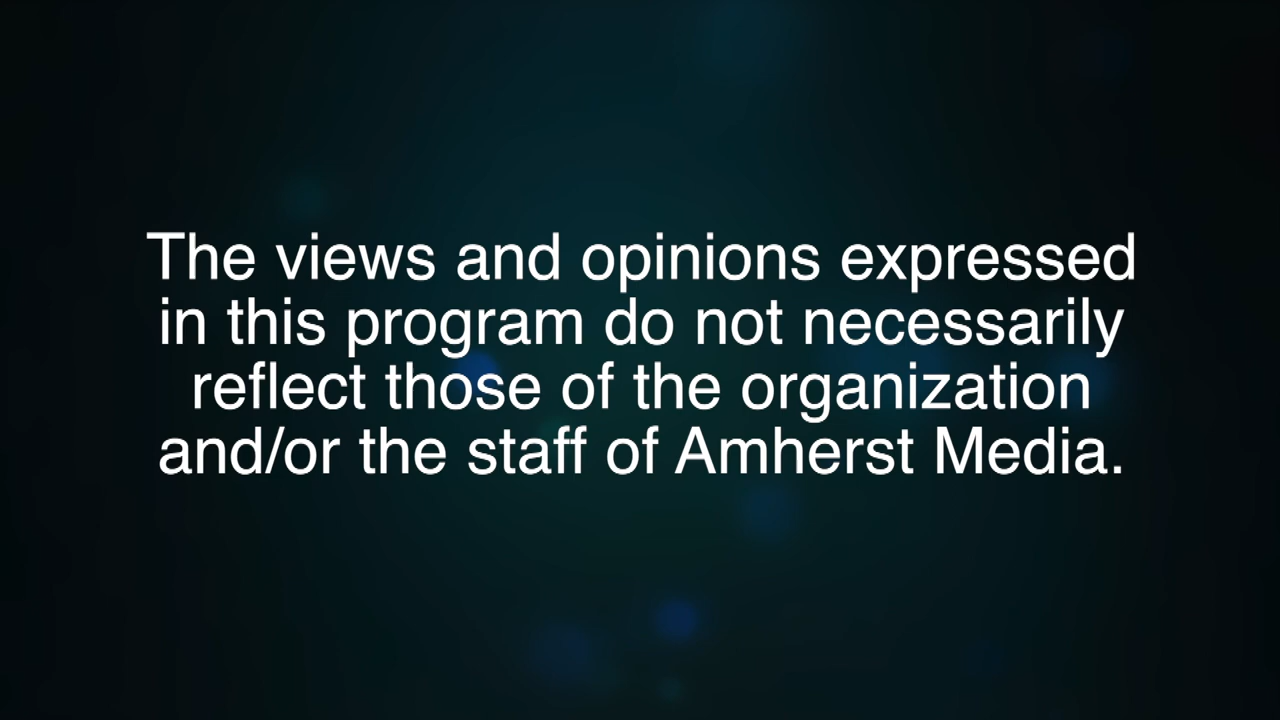 The views and opinions expressed
in this program do not necessarily
reflect those of the organization
and/or the staff of Amherst Media.